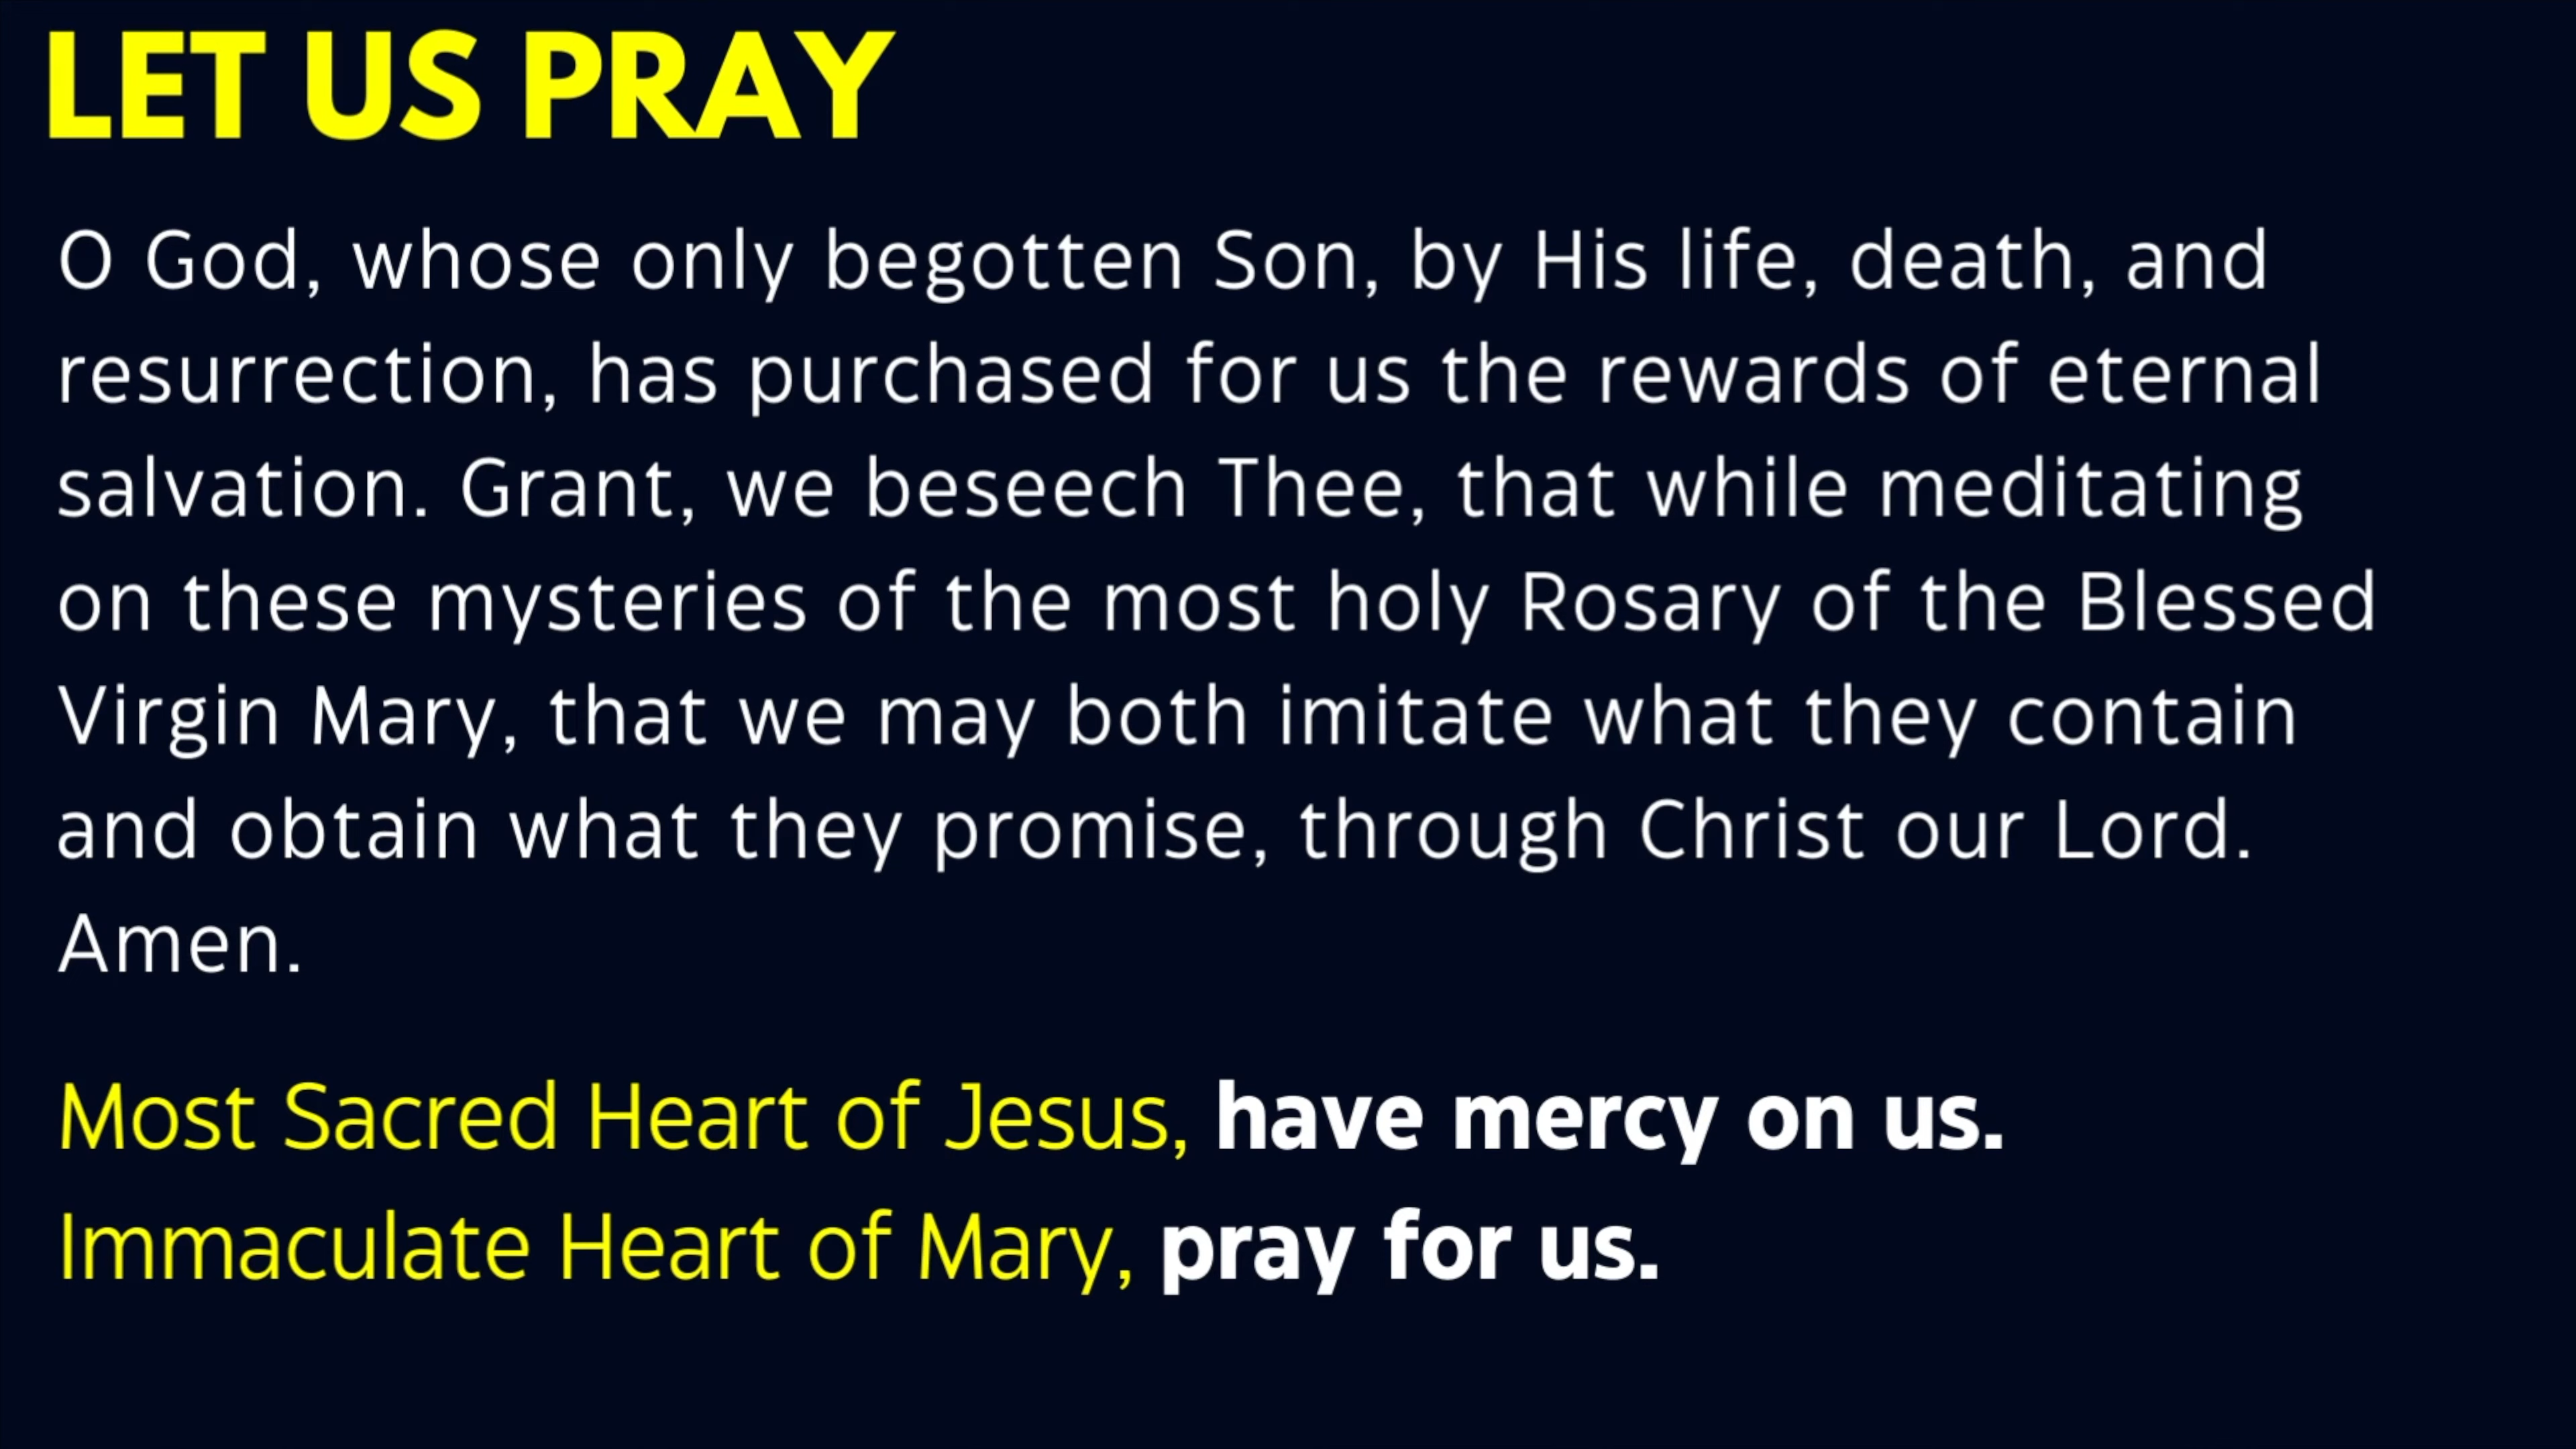 LET US PRAY
O God, whose only begotten Son, by His life, death, and
resurrection, has purchased for us the rewards of eternal
salvation. Grant, we beseech Thee, that while meditating
on these mysteries of the most holy Rosary of the Blessed
Virgin Mary, that we may both imitate what they contain
and obtain what they promise, through Christ our Lord.
Amen.
Most Sacred Heart of Jesus, have mercy on us.
Immaculate Heart of Mary, pray for us.